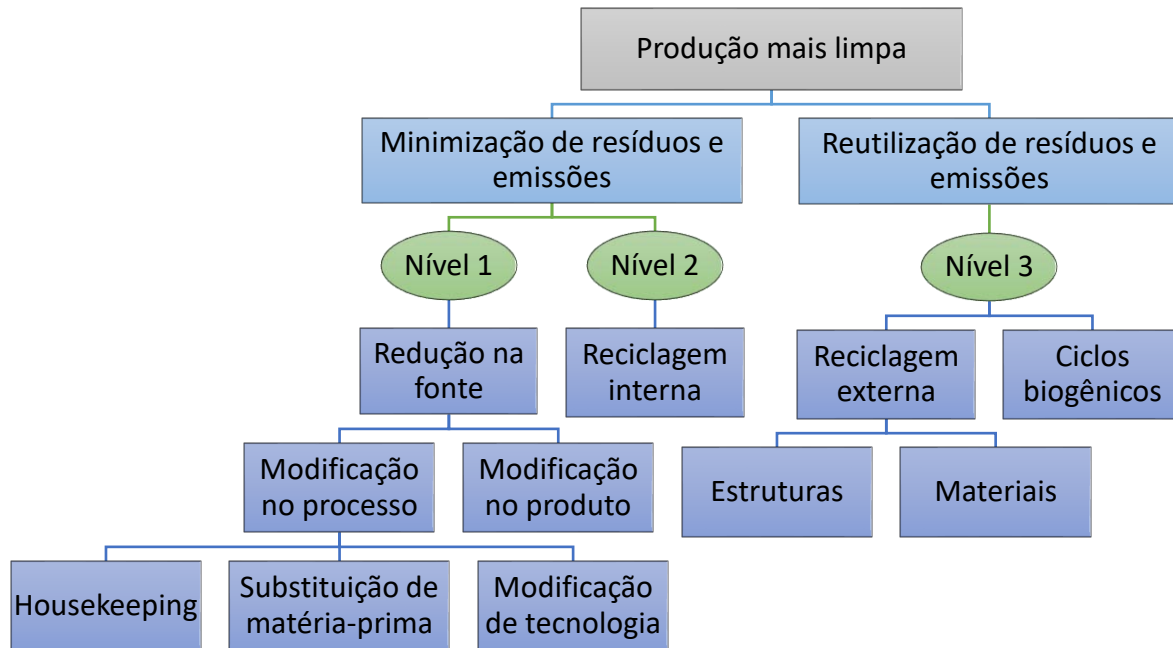 Produção mais limpa
Minimização de resíduos e
emissões
Reutilização de resíduos e
emissões
Nível 1
Nível 2
Nível 3
Redução na
fonte
Reciclagem
interna
Reciclagem
externa
Ciclos
biogênicos
Modificação
no processo
Modificação
no produto
Estruturas
Materiais
Housekeeping
Substituição de
matéria-prima
Modificação
de tecnologia